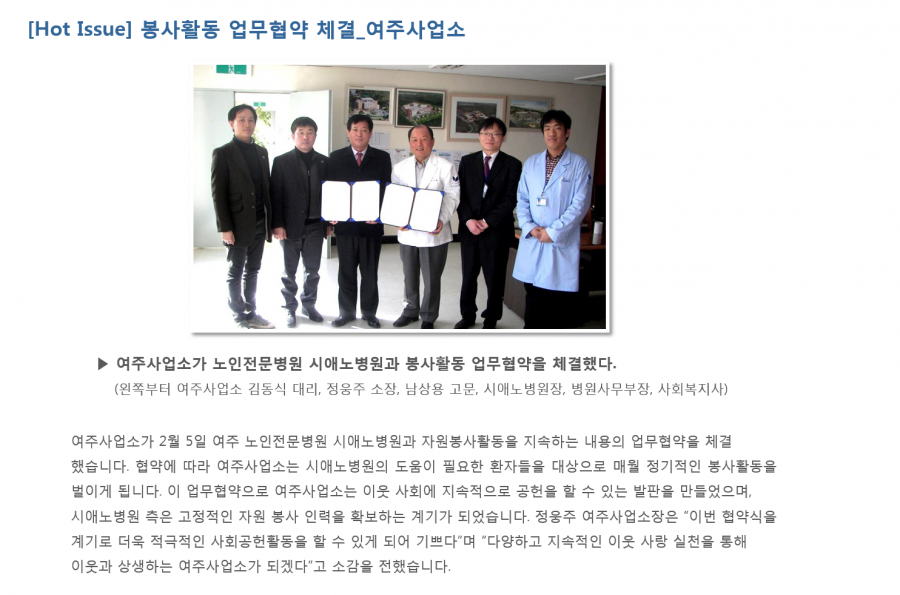 [Hot Issue] 봉사활동 업무협약 체결_여주사업소
▶ 여주사업소가 노인전문병원 시애노병원과 봉사활동 업무협약을 체결했다.
(왼쪽부터 여주사업소 김동식 대리, 정웅주 소장, 남상용 고문, 시애노병원장, 병원사무부장, 사회복지사)
여주사업소가 2월 5일 여주 노인전문병원 시애노병원과 자원봉사활동을 지속하는 내용의 업무협약을 체결
했습니다. 협약에 따라 여주사업소는 시애노병원의 도움이 필요한 환자들을 대상으로 매월 정기적인 봉사활동을
벌이게 됩니다. 이 업무협약으로 여주사업소는 이웃 사회에 지속적으로 공헌을 할 수 있는 발판을 만들었으며,
시애노병원 측은 고정적인 자원 봉사 인력을 확보하는 계기가 되었습니다. 정웅주 여주사업소장은 “이번 협약식을
계기로 더욱 적극적인 사회공헌활동을 할 수 있게 되어 기쁘다”며 “다양하고 지속적인 이웃 사랑 실천을 통해
이웃과 상생하는 여주사업소가 되겠다”고 소감을 전했습니다.